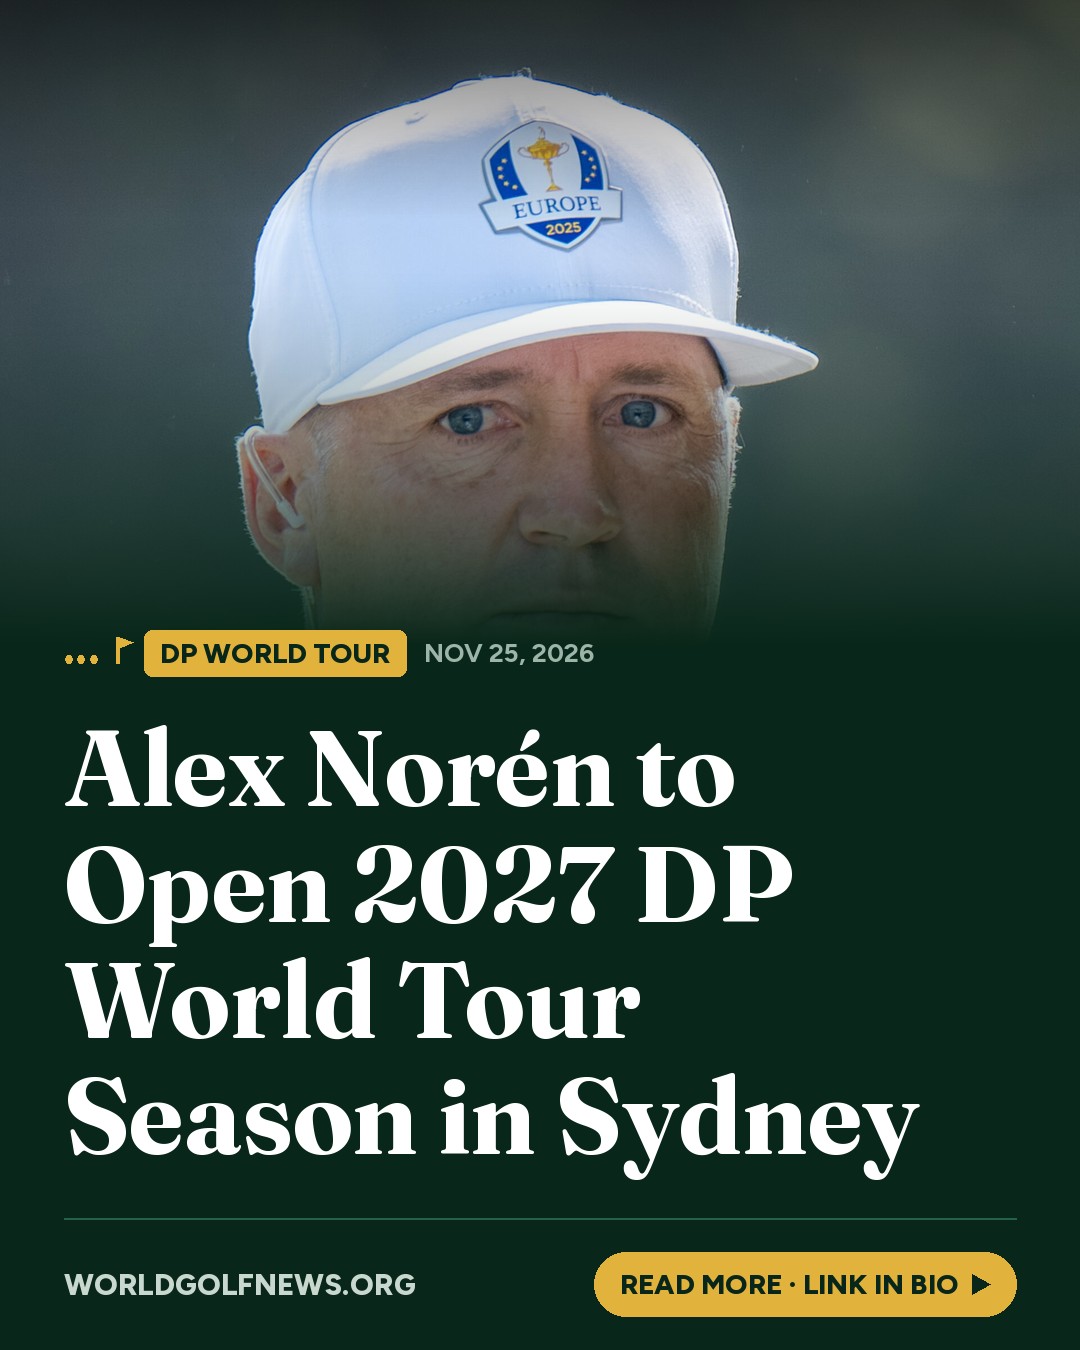 EUROPE
2025
DP WORLD TOUR NOV 25, 2026
Alex Norén to
Open 2027 DP
World Tour
Season in Sydney
WORLDGOLFNEWS.ORG
READ MORE · LINK IN BIO